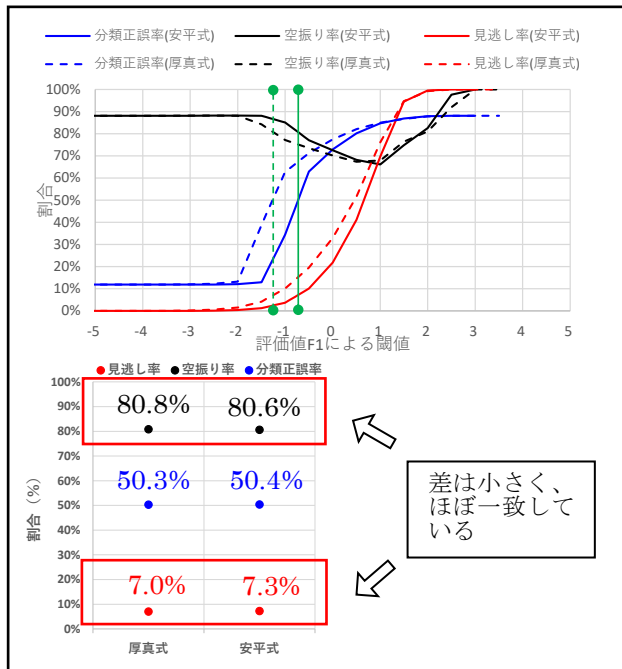 分類正誤率(安平式) 空振り率(安平式) 見逃し率(安平式)
分類正誤率(厚真式) 空振り率(厚真式) 見逃し率(厚真式)
100%
90%
80%
70%
60%
50%
40%
30%
20%
10%
0%
割合
-5 -4 -3 -2 -1 0 1 2 3 4 5
評価値F1による閾値
見逃し率 空振り率 分類正誤率
100%
90%
80%
70%
60%
50%
40%
30%
20%
10%
0%
割合（%）
80.8% 80.6%
50.3% 50.4%
7.0% 7.3%
厚真式 安平式
差は小さく、
ほぼ一致して
いる